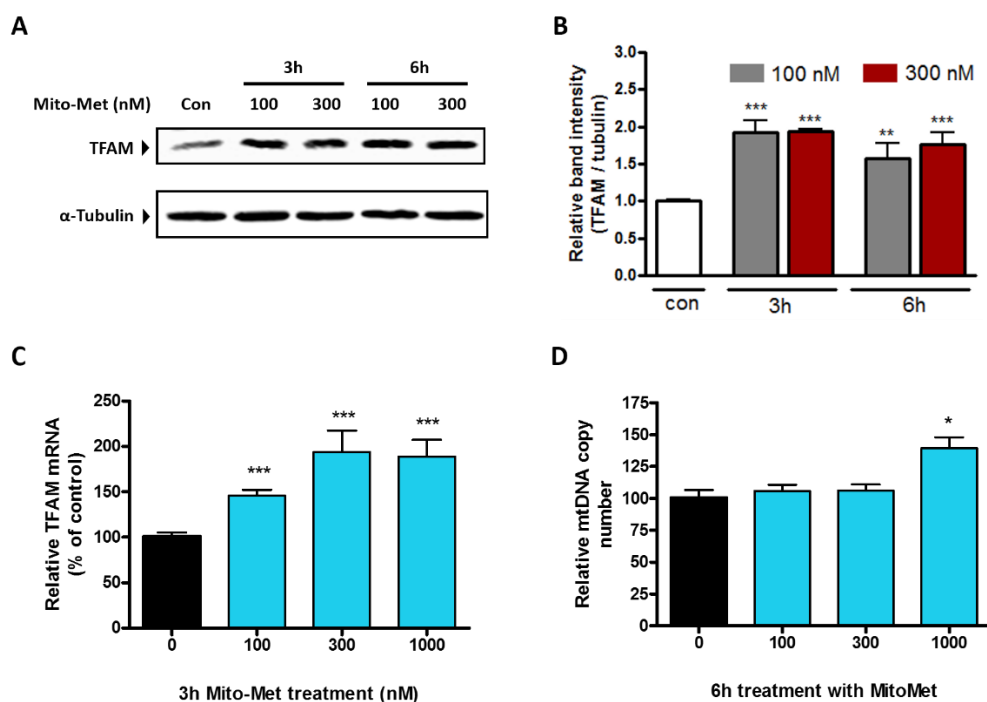 A
3h 6h
Mito-Met (nM) Con 100 300 100 300
TFAM
α-Tubulin
B
Relative band intensity
(TFAM / tubulin)
3.0
2.5
2.0
1.5
1.0
0.5
0.0
100 nM 300 nM
*** *** ** ***
con 3h 6h
C
Relative TFAM mRNA
(% of control)
250
200
150
100
50
0
*** *** ***
0 100 300 1000
3h Mito-Met treatment (nM)
D
Relative mtDNA copy
number
175
150
125
100
75
50
25
0
*
0 100 300 1000
6h treatment with MitoMet